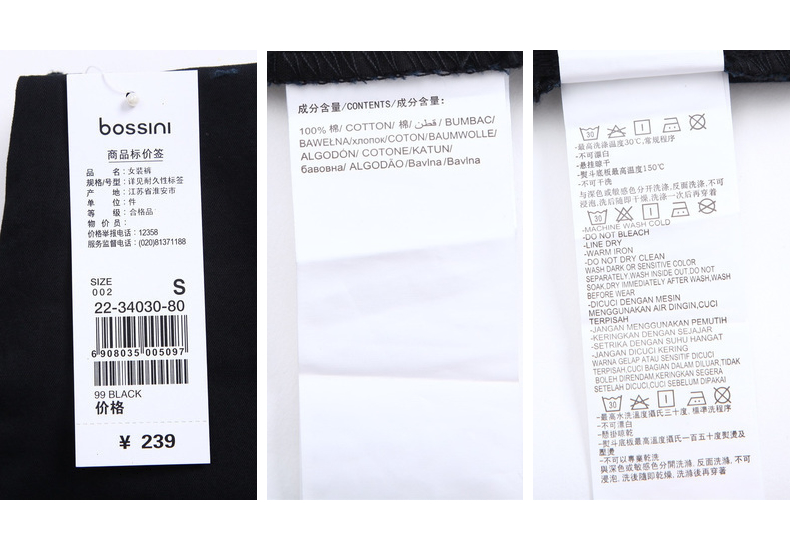 bossini
商品标价签
品 名：女装裤
规格/号型：详见耐久性标签
产 地：江苏省淮安市
单 位：件
等 级：合格品
物 价 员：
价格举报电话：12358
服务监督电话：(020)81371188
SIZE
002
S
22-34030-80
6 908035 005097
99 BLACK
价格
¥ 239
成分含量/CONTENTS/成分含量：
100% 棉/ COTTON/ 棉/ قطن/ BUMBAC/
BAWEŁNA/хлопок/COTON/BAUMWOLLE/
ALGODÓN/ COTONE/KATUN/
бавовна/ ALGODÃO/Bavlna/Bavlna
30
-最高洗涤温度30℃,常规程序
-不可漂白
-悬挂晾干
-熨斗底板最高温度150℃
-不可干洗
与深色或敏感色分开洗涤, 反面洗涤, 不可
浸泡, 洗后随即干燥, 洗涤一次后再穿着
30
-MACHINE WASH COLD
-DO NOT BLEACH
-LINE DRY
-WARM IRON
-DO NOT DRY CLEAN
WASH DARK OR SENSITIVE COLOR
SEPARATELY,WASH INSIDE OUT,DO NOT
SOAK,DRY IMMEDIATELY AFTER WASH,WASH
BEFORE WEAR
-DICUCI DENGAN MESIN
MENGGUNAKAN AIR DINGIN,CUCI
TERPISAH
-JANGAN MENGGUNAKAN PEMUTIH
-KERINGKAN DENGAN SEJAJAR
-SETRIKA DENGAN SUHU HANGAT
-JANGAN DICUCI KERING
WARNA GELAP ATAU SENSITIF DICUCI
TERPISAH,CUCI BAGIAN DALAM DILUAR,TIDAK
BOLEH DIRENDAM,KERINGKAN SEGERA
SETELAH DICUCI,CUCI SEBELUM DIPAKAI
30
-最高水洗溫度攝氏三十度, 標準洗程序
-不可漂白
-懸掛晾乾
-熨斗底板最高溫度攝氏一百五十度熨燙及
壓燙
-不可以專業乾洗
與深色或敏感色分開洗滌, 反面洗滌, 不可
浸泡, 洗後隨即乾燥, 洗滌後再穿著